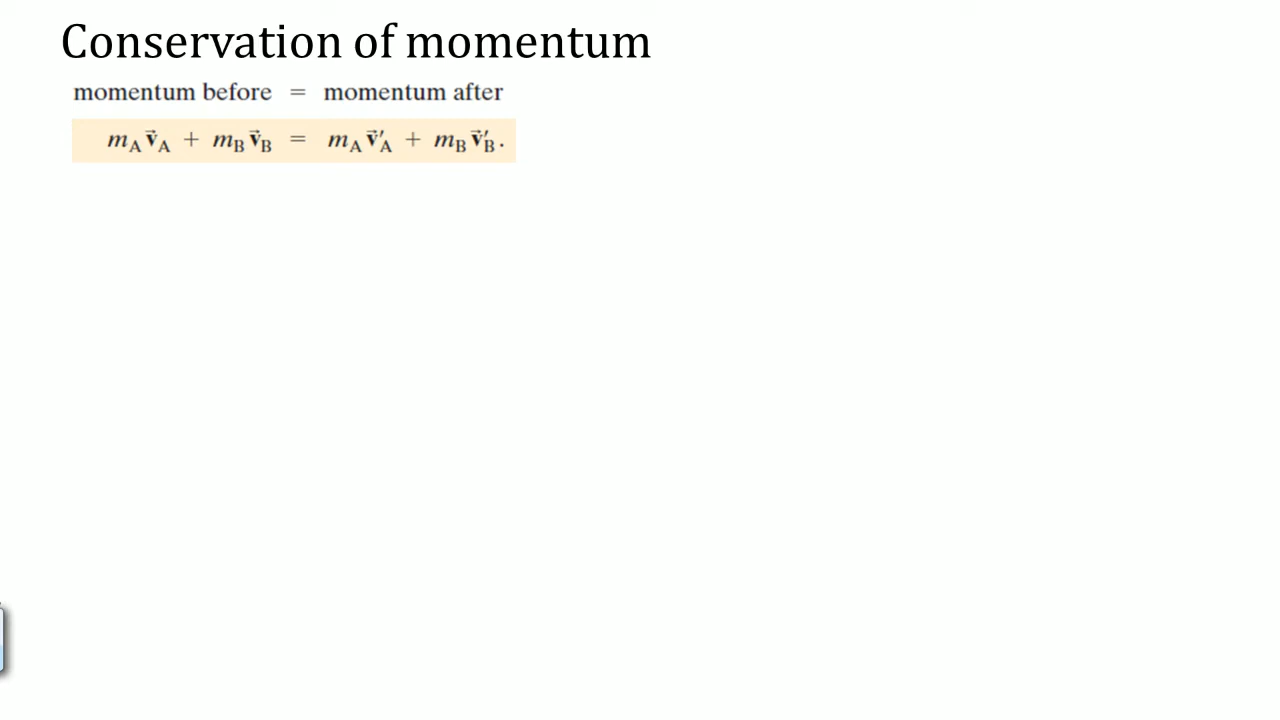 Conservation of momentum
momentum before = momentum after
m_A v⃗_A + m_B v⃗_B = m_A v⃗′_A + m_B v⃗′_B.